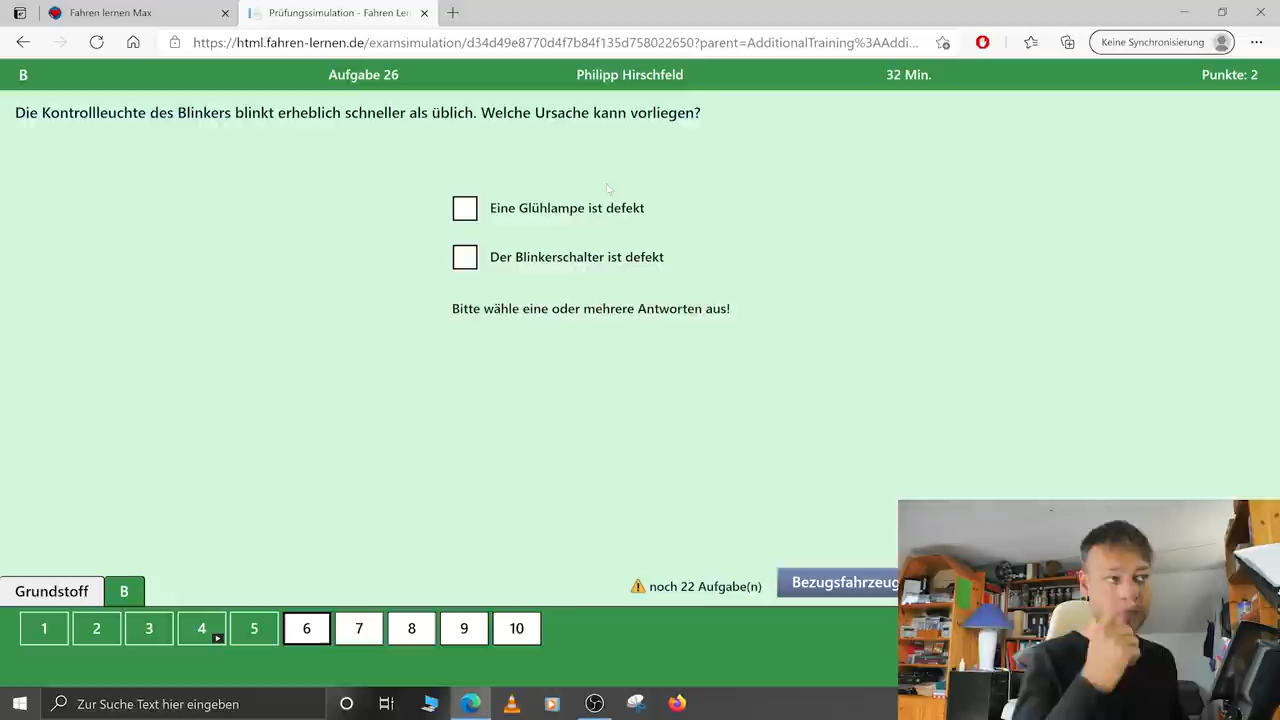 Fahren lernen Max
Prüfungssimulation - Fahren Ler
https://html.fahren-lernen.de/examsimulation/d34d49e8770d4f7b84f135d758022650?parent=AdditionalTraining%3AAddi...
Keine Synchronisierung
B
Aufgabe 26
Philipp Hirschfeld
32 Min.
Punkte: 2
Die Kontrollleuchte des Blinkers blinkt erheblich schneller als üblich. Welche Ursache kann vorliegen?
Eine Glühlampe ist defekt
Der Blinkerschalter ist defekt
Bitte wähle eine oder mehrere Antworten aus!
Grundstoff
B
noch 22 Aufgabe(n)
Bezugsfahrzeug
1 2 3 4 5 6 7 8 9 10
Zur Suche Text hier eingeben